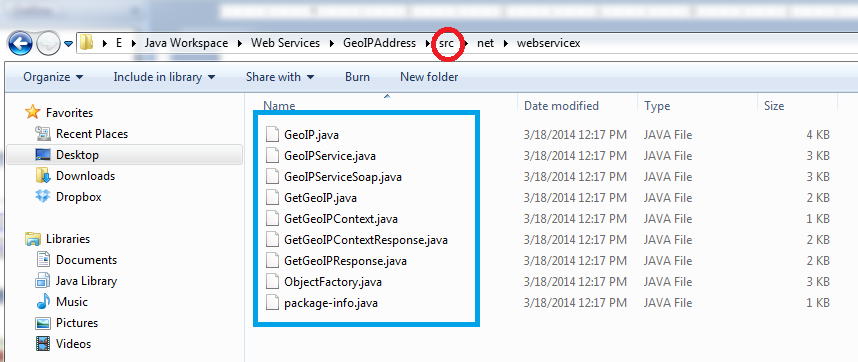 E Java Workspace Web Services GeoIPAddress src net webservicex
Organize Include in library Share with Burn New folder
Favorites
Recent Places
Desktop
Downloads
Dropbox
Libraries
Documents
Java Library
Music
Pictures
Videos
Name Date modified Type Size
GeoIP.java 3/18/2014 12:17 PM JAVA File 4 KB
GeoIPService.java 3/18/2014 12:17 PM JAVA File 3 KB
GeoIPServiceSoap.java 3/18/2014 12:17 PM JAVA File 3 KB
GetGeoIP.java 3/18/2014 12:17 PM JAVA File 2 KB
GetGeoIPContext.java 3/18/2014 12:17 PM JAVA File 1 KB
GetGeoIPContextResponse.java 3/18/2014 12:17 PM JAVA File 2 KB
GetGeoIPResponse.java 3/18/2014 12:17 PM JAVA File 2 KB
ObjectFactory.java 3/18/2014 12:17 PM JAVA File 3 KB
package-info.java 3/18/2014 12:17 PM JAVA File 1 KB